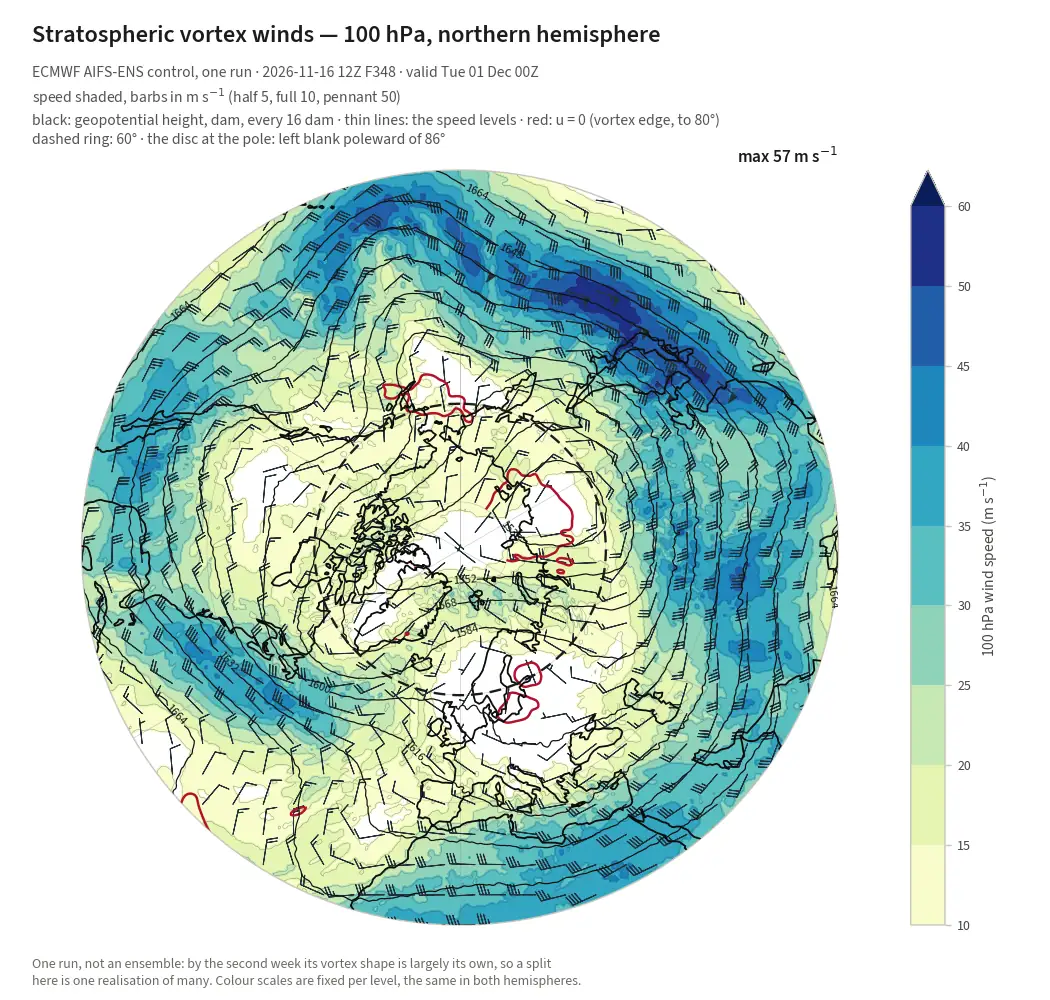 Stratospheric vortex winds — 100 hPa, northern hemisphere
ECMWF AIFS-ENS control, one run · 2026-11-16 12Z F348 · valid Tue 01 Dec 00Z
speed shaded, barbs in m s⁻¹ (half 5, full 10, pennant 50)
black: geopotential height, dam, every 16 dam · thin lines: the speed levels · red: u = 0 (vortex edge, to 80°)
dashed ring: 60° · the disc at the pole: left blank poleward of 86°
max 57 m s⁻¹
1664
1664
1552
1568
1584
1664
1632
1600
1664
1616
60
50
45
40
35
30
25
20
15
10
100 hPa wind speed (m s⁻¹)
One run, not an ensemble: by the second week its vortex shape is largely its own, so a split
here is one realisation of many. Colour scales are fixed per level, the same in both hemispheres.